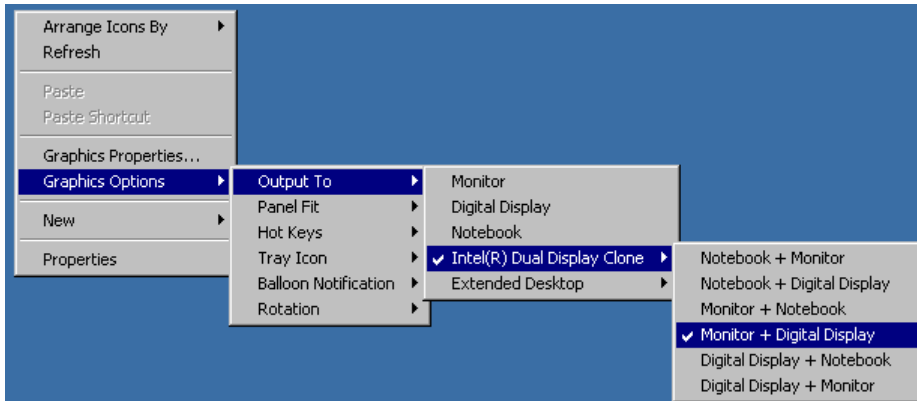 Arrange Icons By
Refresh
Paste
Paste Shortcut
Graphics Properties...
Graphics Options
New
Properties
Output To
Panel Fit
Hot Keys
Tray Icon
Balloon Notification
Rotation
Monitor
Digital Display
Notebook
Intel(R) Dual Display Clone
Extended Desktop
Notebook + Monitor
Notebook + Digital Display
Monitor + Notebook
Monitor + Digital Display
Digital Display + Notebook
Digital Display + Monitor